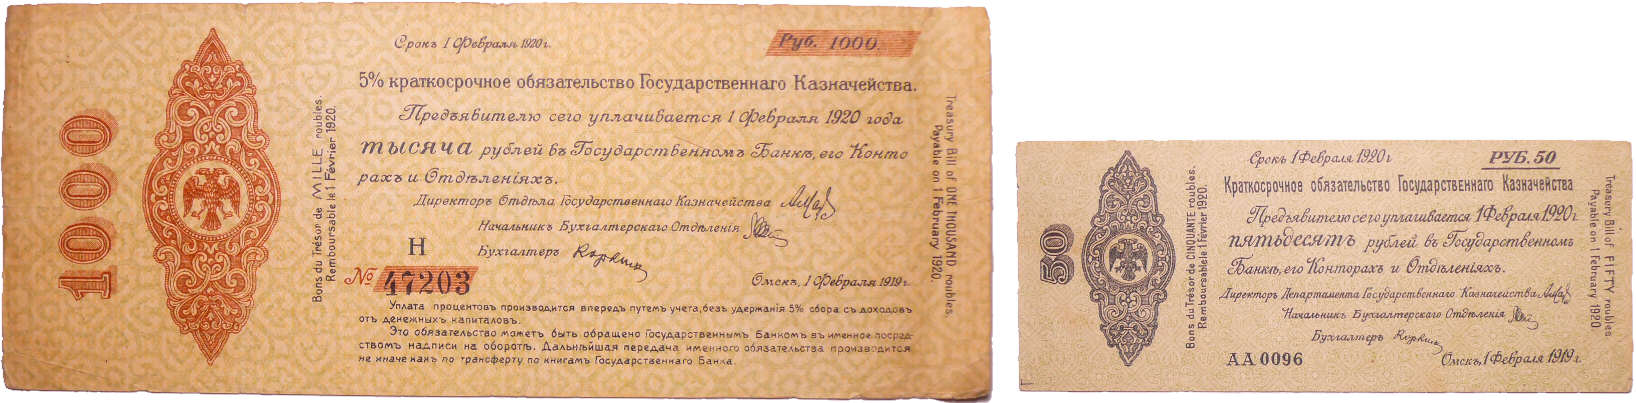 1000
Bons du Trésor de MILLE roubles.
Remboursable le 1 Février 1920.
Срокъ 1 Февраля 1920 г.
Руб. 1000.
5% краткосрочное обязательство Государственнаго Казначейства.
Предъявителю сего уплачивается 1 Февраля 1920 года
тысяча рублей въ Государственномъ Банкѣ, его Конто
рахъ и Отдѣленіяхъ.
Директоръ Отдѣла Государственнаго Казначейства
Начальникъ Бухгалтерскаго Отдѣленія
Н
Бухгалтеръ
№ 47203
Омскъ, 1 Февраля 1919 г.
Уплата процентовъ производится впередъ путемъ учета, безъ удержанія 5% сбора съ доходовъ
отъ денежныхъ капиталовъ.
Это обязательство можетъ быть обращено Государственнымъ Банкомъ въ именное посред-
ствомъ надписи на оборотѣ. Дальнѣйшая передача именного обязательства производится
не иначе какъ по трансферту по книгамъ Государственнаго Банка.
Treasury Bill of ONE THOUSAND roubles.
Payable on 1 February 1920.
50
Bons du Trésor de CINQUANTE roubles.
Remboursable le 1 Février 1920.
Срокъ 1 Февраля 1920 г
РУБ. 50
Краткосрочное обязательство Государственнаго Казначейства
Предъявителю сего уплачивается 1 Февраля 1920 г
пятьдесятъ рублей въ Государственномъ
Банкѣ, его Конторахъ и Отдѣленіяхъ.
Директоръ Департамента Государственнаго Казначейства
Начальникъ Бухгалтерскаго Отдѣленія
Бухгалтеръ
АА 0096
Омскъ, 1 Февраля 1919 г.
Treasury Bill of FIFTY roubles
Payable on 1 February 1920